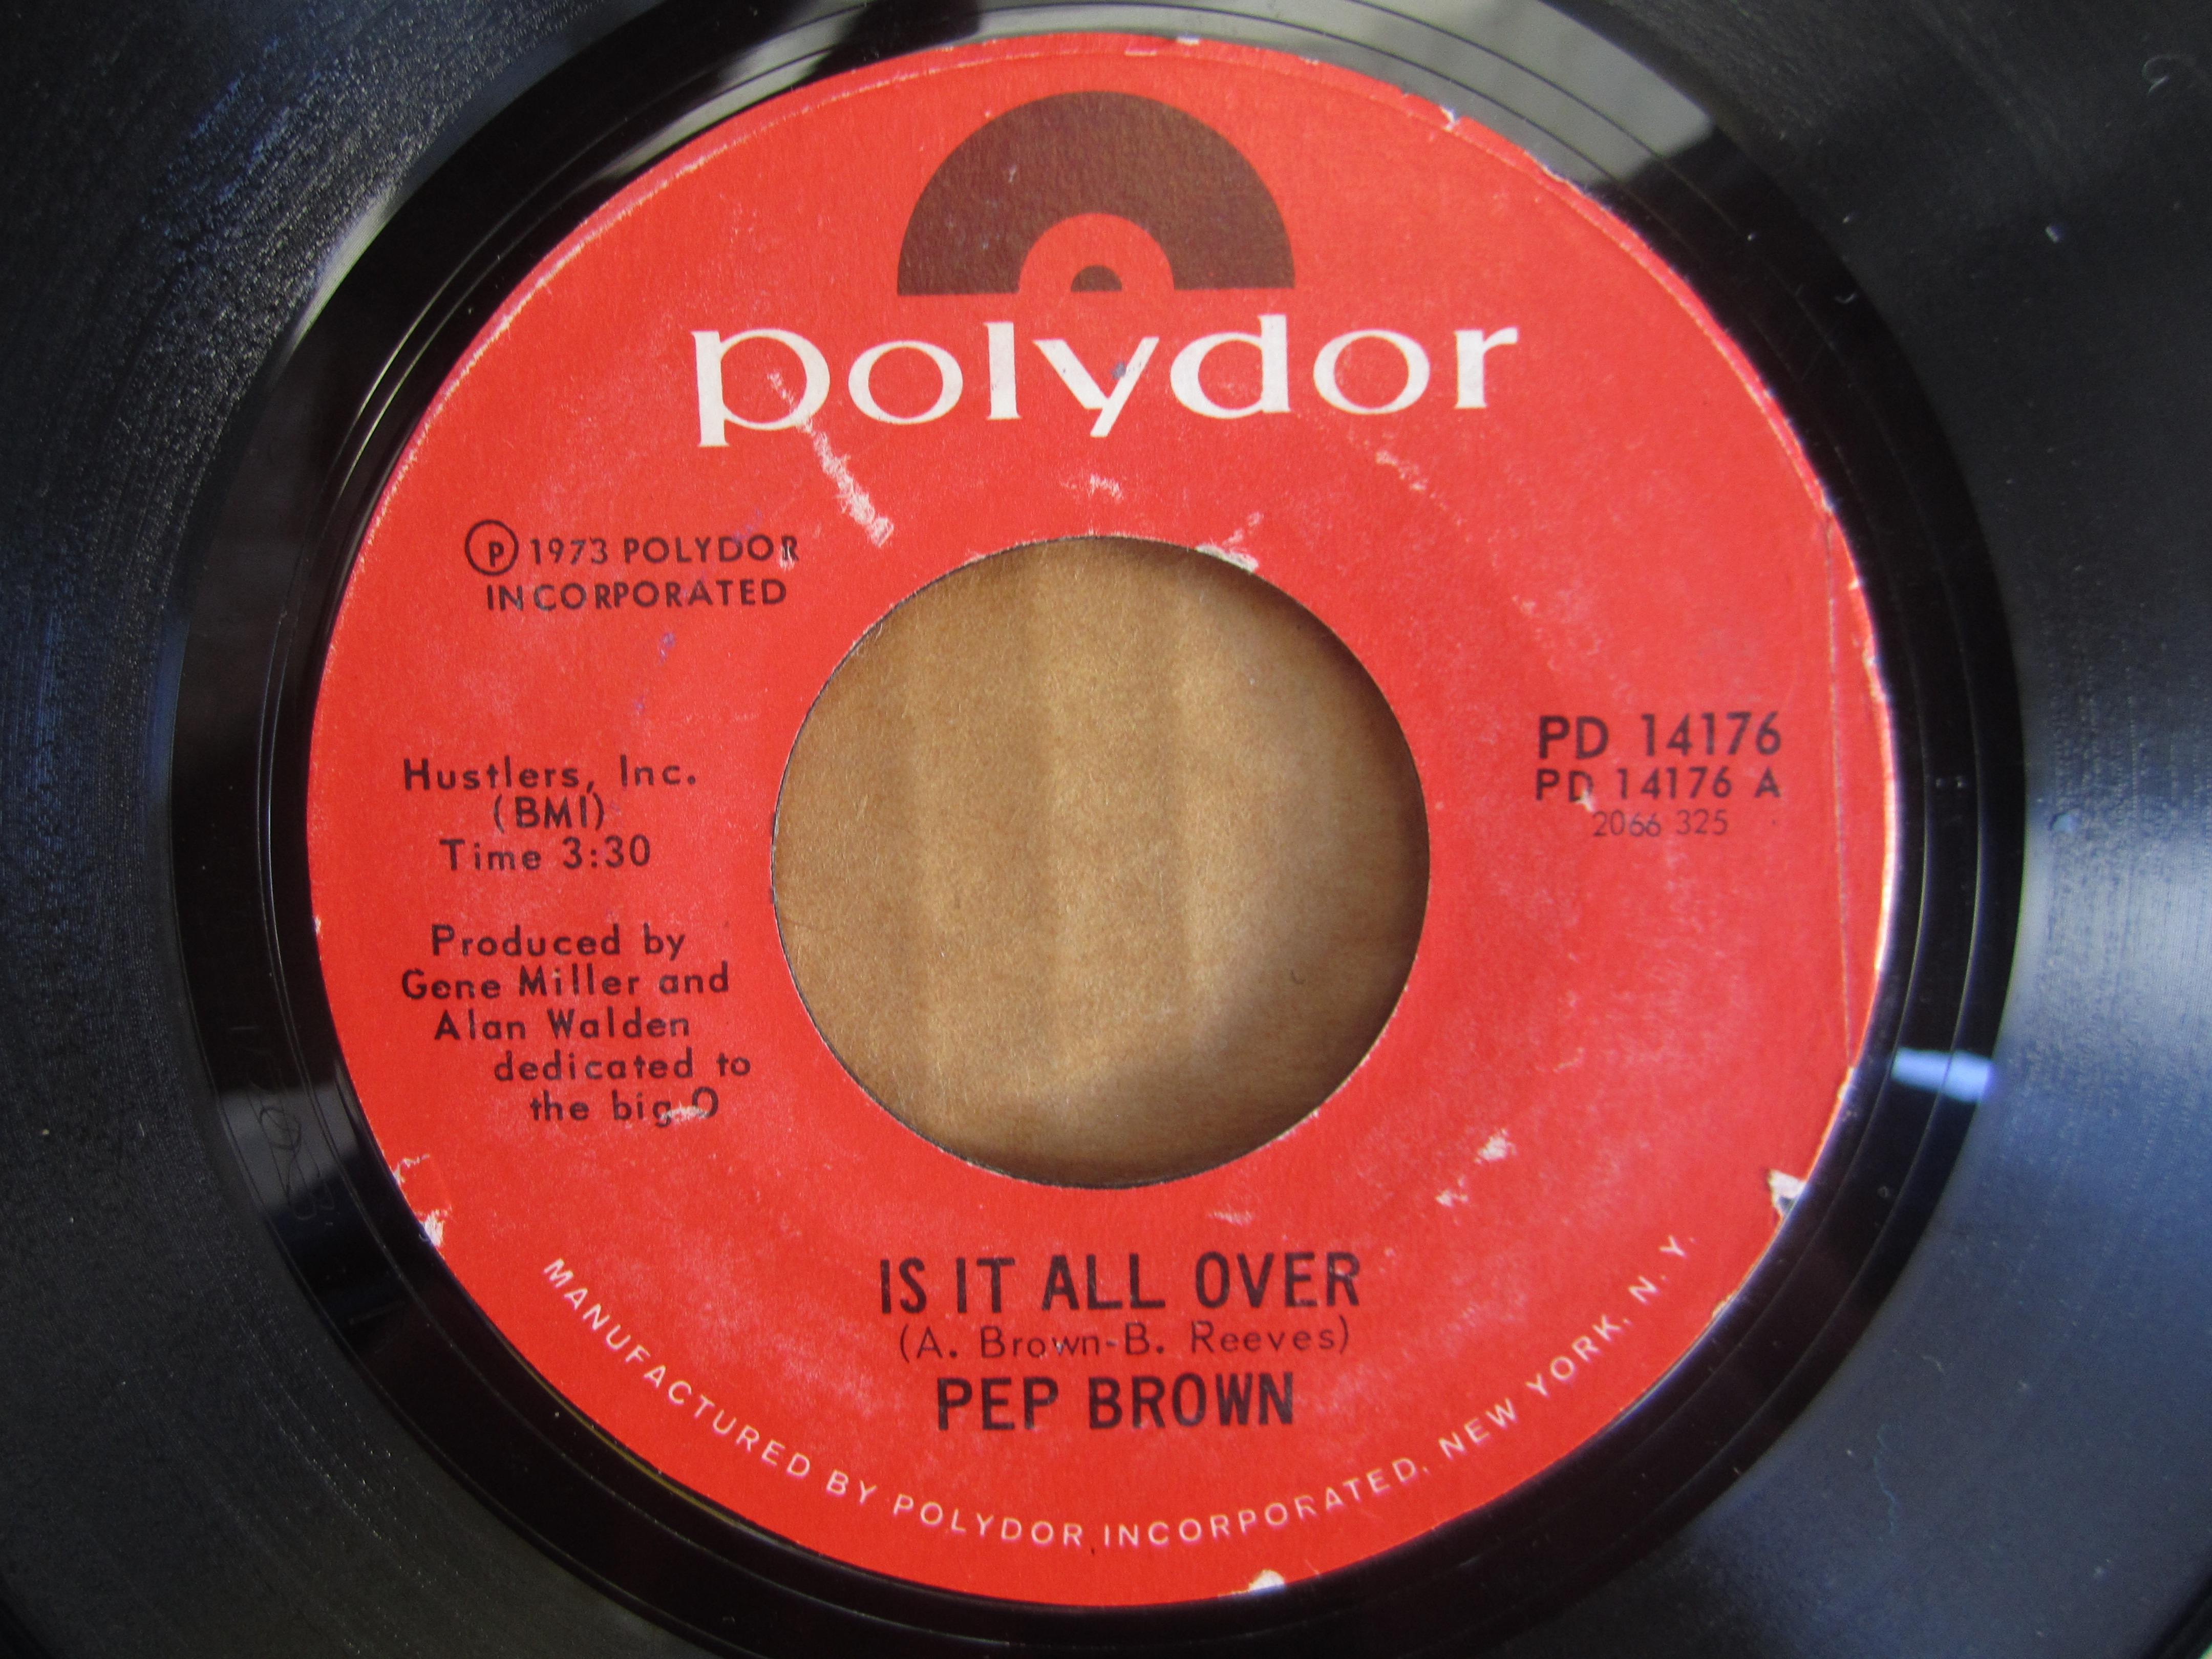 polydor
℗ 1973 POLYDOR
INCORPORATED
PD 14176
PD 14176 A
2066 325
Hustlers, Inc.
(BMI)
Time 3:30
Produced by
Gene Miller and
Alan Walden
dedicated to
the big O
IS IT ALL OVER
(A. Brown-B. Reeves)
PEP BROWN
MANUFACTURED BY POLYDOR INCORPORATED, NEW YORK, N. Y.